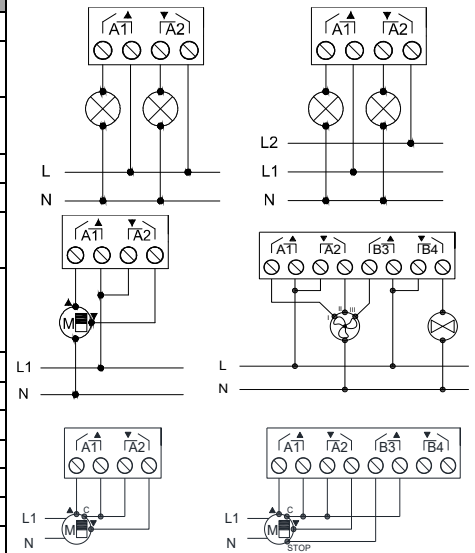 A1 ▲ ▼ A2
A1 ▲ ▼ A2
L2
L
L1
N
N
A1 ▲ ▼ A2
A1 ▲ ▼ A2 B3 ▲ ▼ B4
I II III
M
L1
L
N
N
A1 ▲ ▼ A2
A1 ▲ ▼ A2 B3 ▲ ▼ B4
L1 C
L1 C
M
M
N
N
STOP